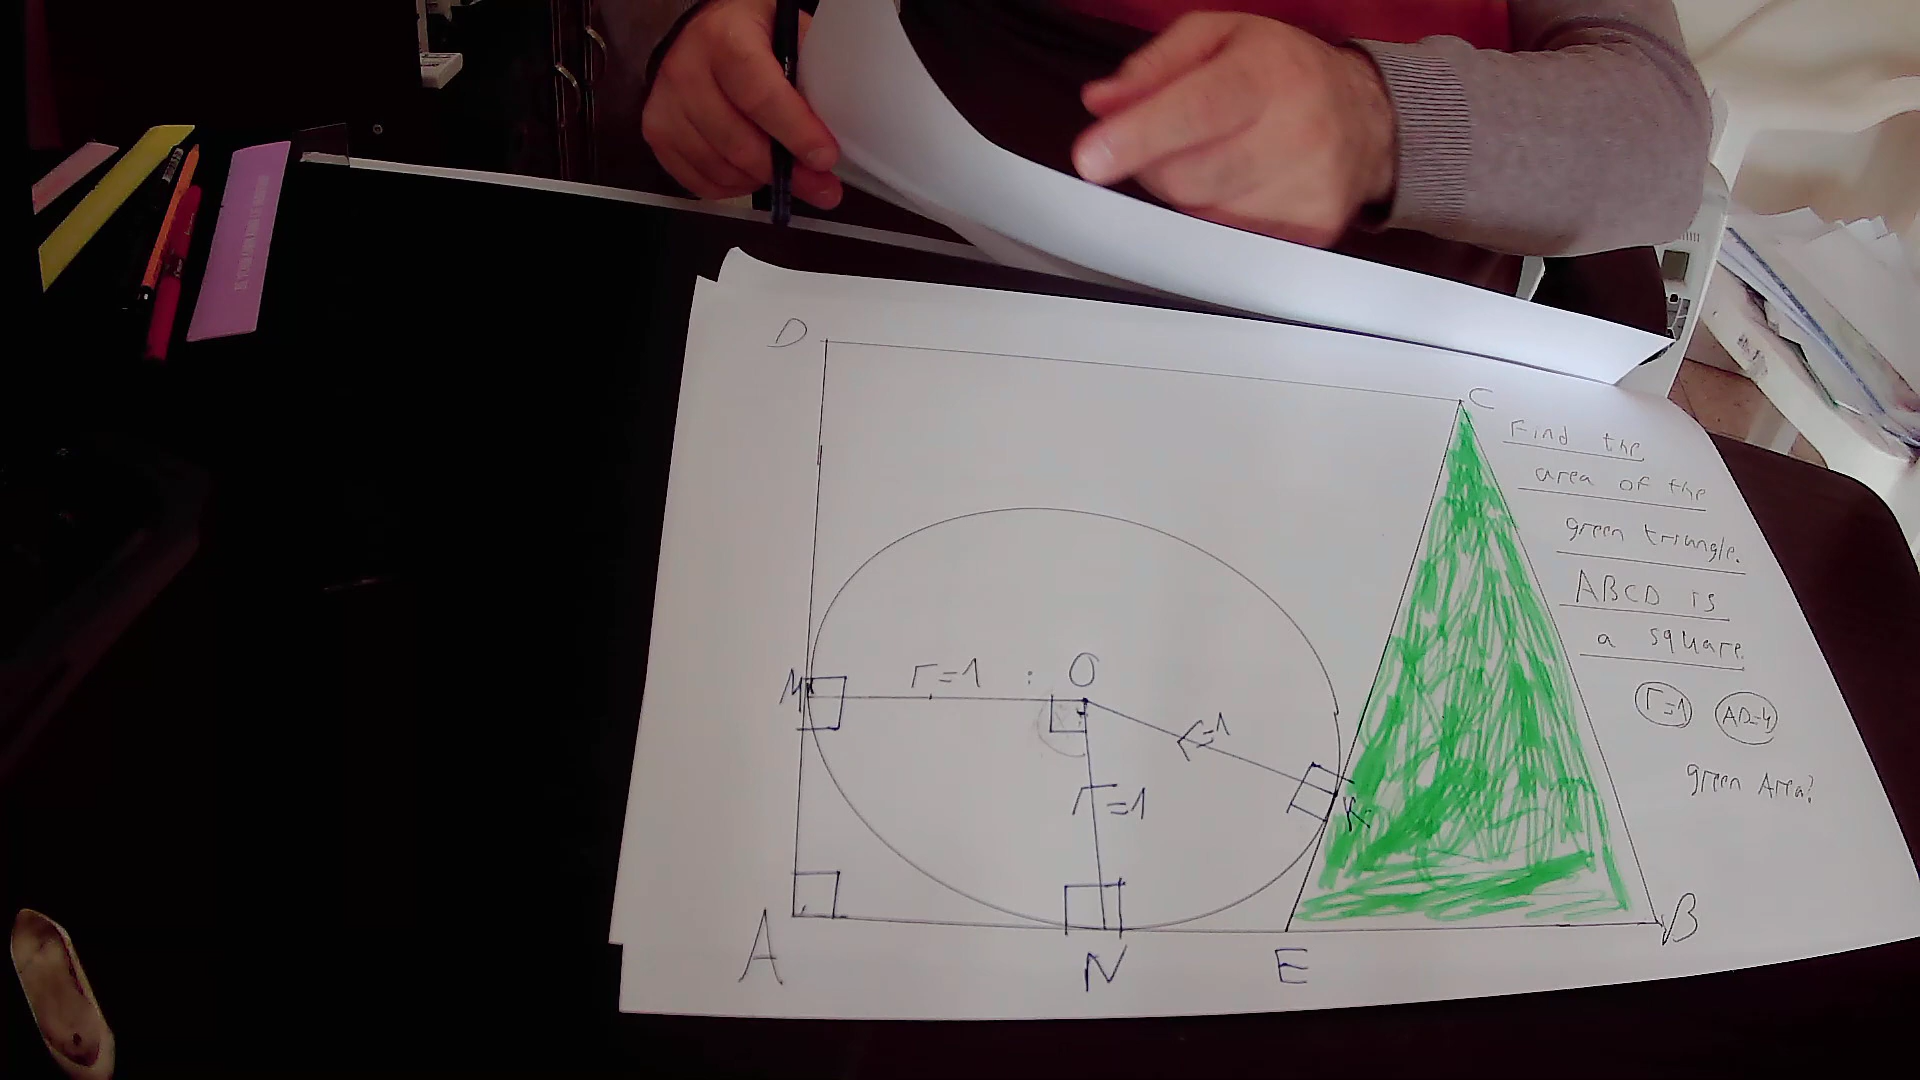 D
C
Find the
area of the
green triangle.
ABCD is
a square.
r=1 AD=4
green Area?
M r=1 O
r=1
r=1
K
A N E B